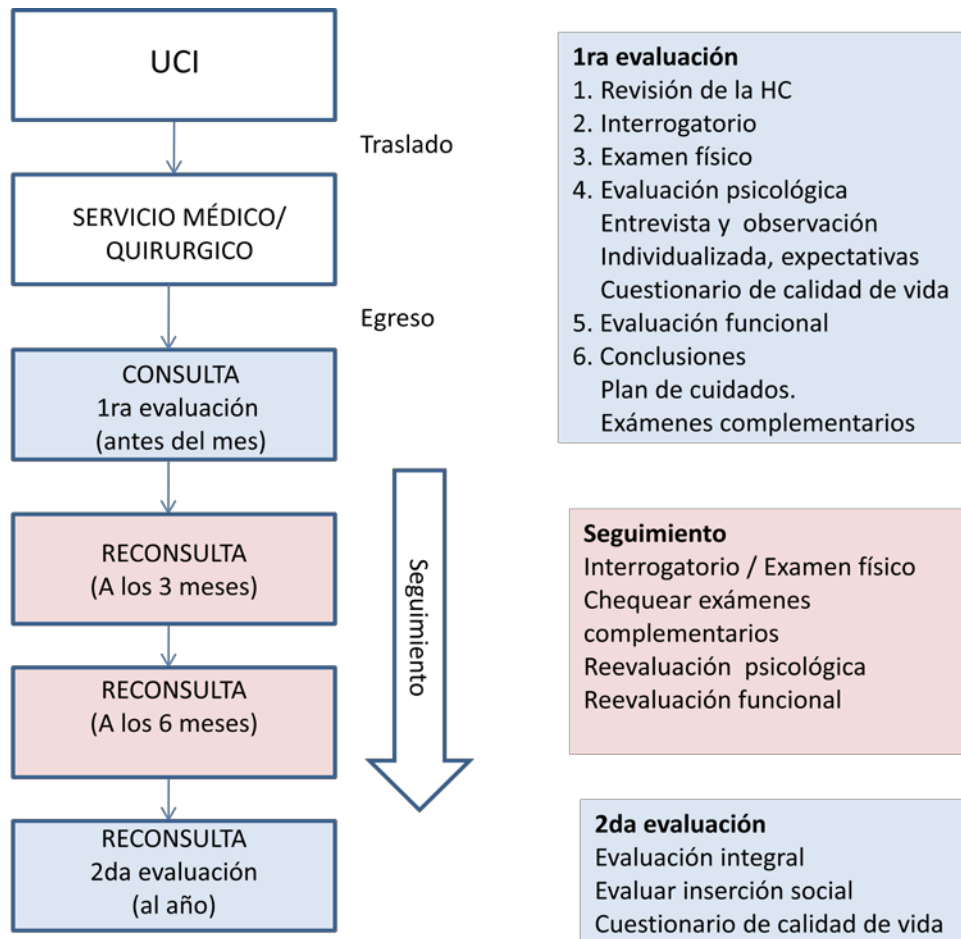 UCI
Traslado
SERVICIO MÉDICO/
QUIRURGICO
Egreso
CONSULTA
1ra evaluación
(antes del mes)
RECONSULTA
(A los 3 meses)
RECONSULTA
(A los 6 meses)
RECONSULTA
2da evaluación
(al año)
Seguimiento
1ra evaluación
1. Revisión de la HC
2. Interrogatorio
3. Examen físico
4. Evaluación psicológica
Entrevista y observación
Individualizada, expectativas
Cuestionario de calidad de vida
5. Evaluación funcional
6. Conclusiones
Plan de cuidados.
Exámenes complementarios
Seguimiento
Interrogatorio / Examen físico
Chequear exámenes
complementarios
Reevaluación psicológica
Reevaluación funcional
2da evaluación
Evaluación integral
Evaluar inserción social
Cuestionario de calidad de vida